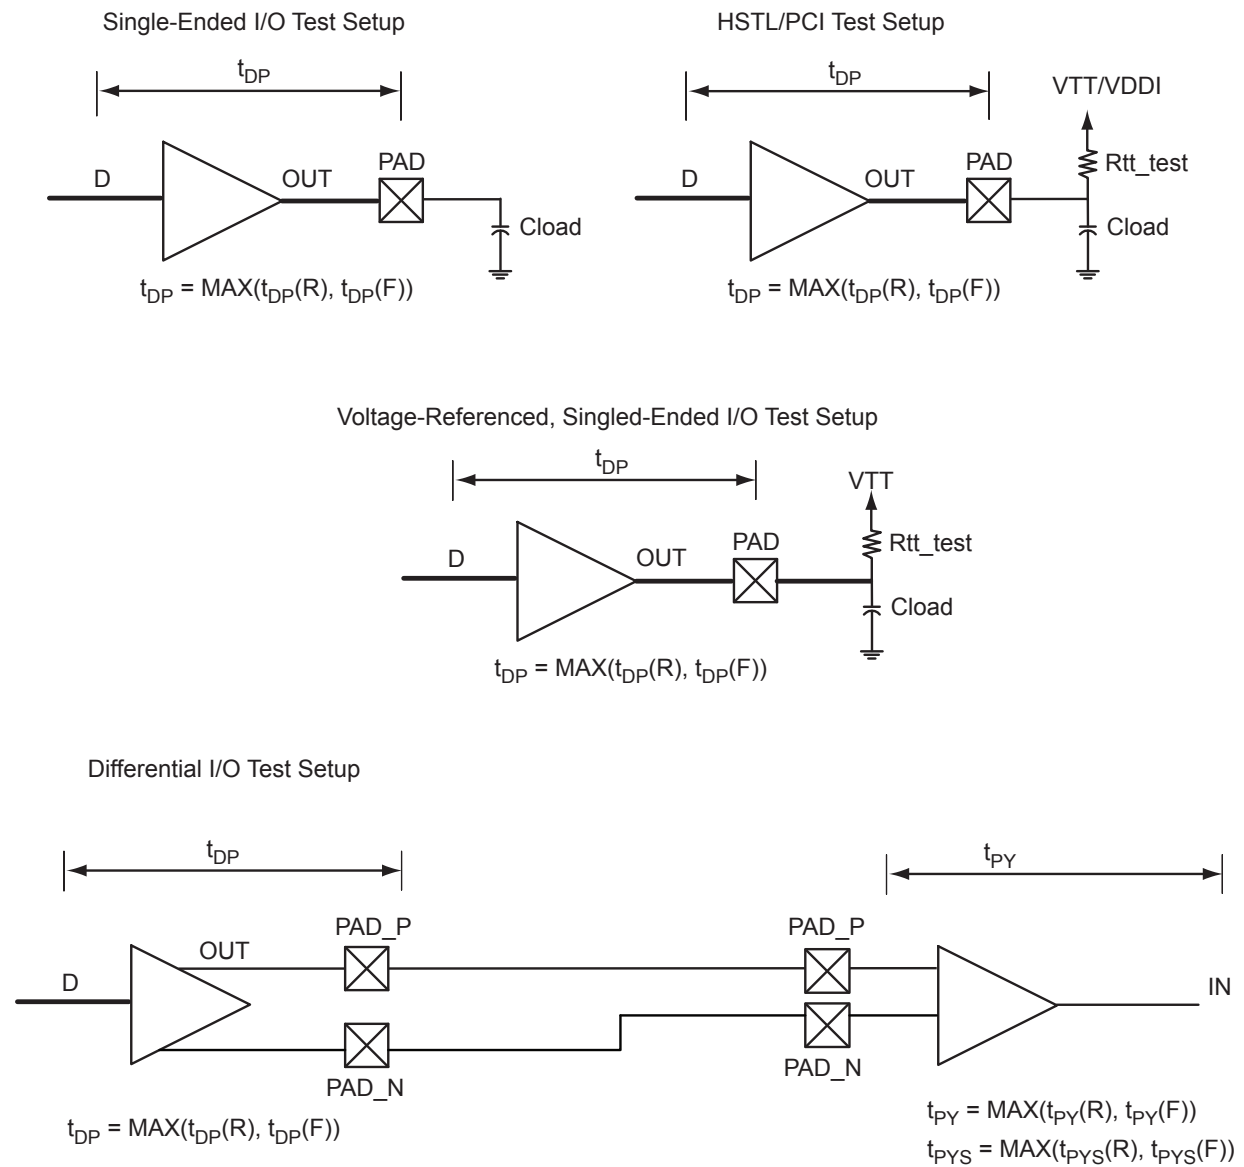 Single-Ended I/O Test Setup
tDP
D
OUT
PAD
Cload
tDP = MAX(tDP(R), tDP(F))
HSTL/PCI Test Setup
tDP
VTT/VDDI
D
OUT
PAD
Rtt_test
Cload
tDP = MAX(tDP(R), tDP(F))
Voltage-Referenced, Singled-Ended I/O Test Setup
tDP
VTT
D
OUT
PAD
Rtt_test
Cload
tDP = MAX(tDP(R), tDP(F))
Differential I/O Test Setup
tDP
tPY
D
OUT
PAD_P
PAD_N
PAD_P
PAD_N
IN
tDP = MAX(tDP(R), tDP(F))
tPY = MAX(tPY(R), tPY(F))
tPYS = MAX(tPYS(R), tPYS(F))